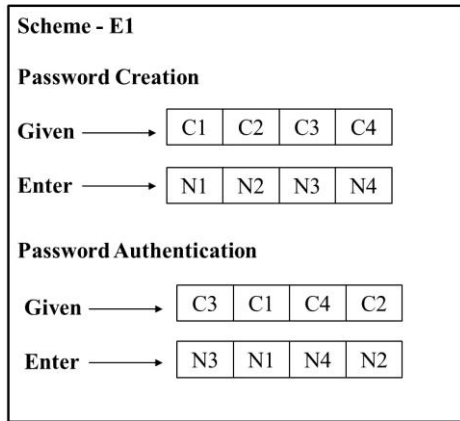 Scheme - E1
Password Creation
Given C1 C2 C3 C4
Enter N1 N2 N3 N4
Password Authentication
Given C3 C1 C4 C2
Enter N3 N1 N4 N2